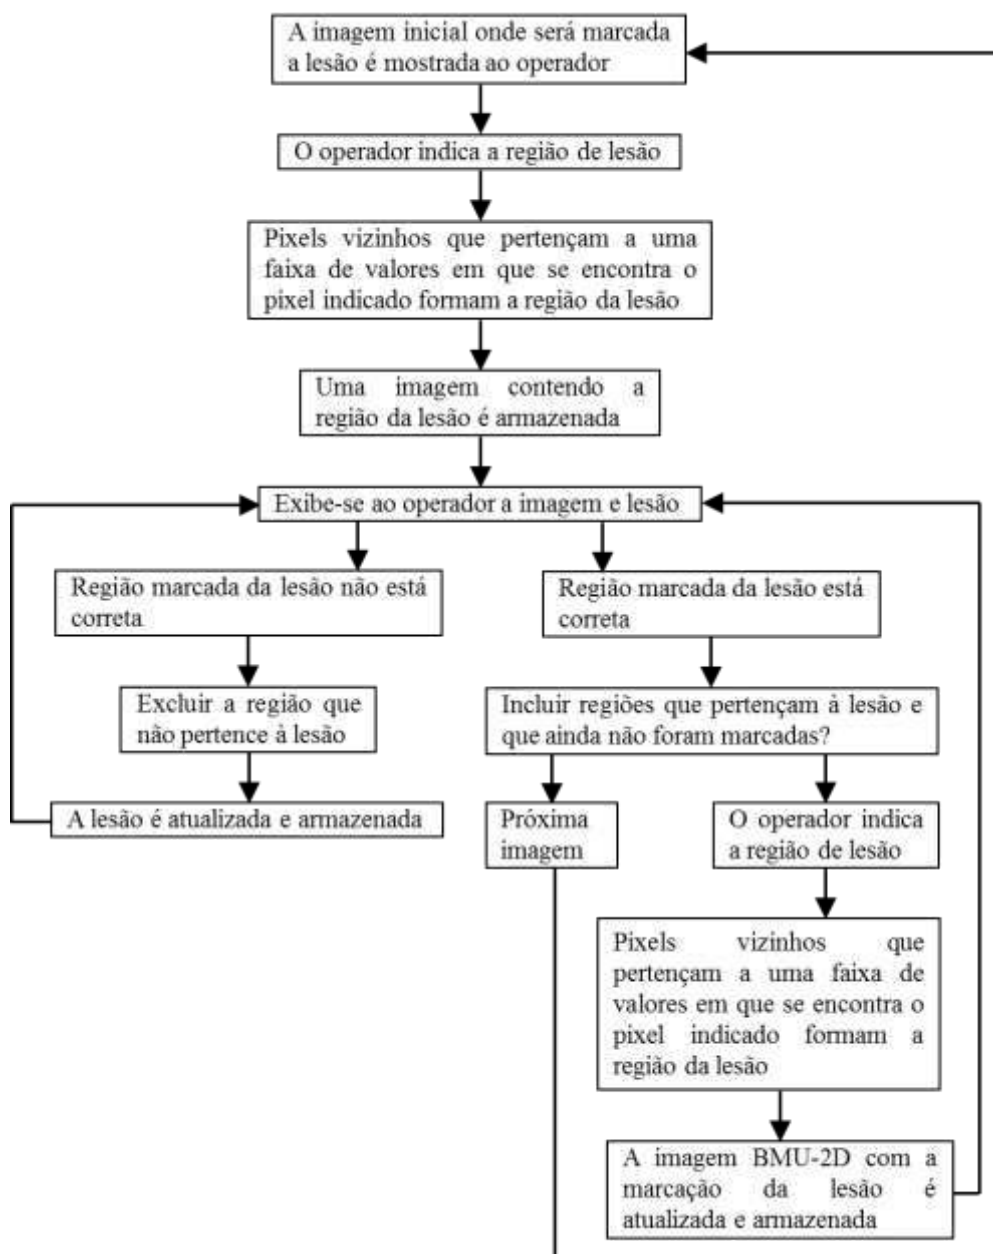 A imagem inicial onde será marcada
a lesão é mostrada ao operador
O operador indica a região de lesão
Pixels vizinhos que pertençam a uma
faixa de valores em que se encontra o
pixel indicado formam a região da lesão
Uma imagem contendo a
região da lesão é armazenada
Exibe-se ao operador a imagem e lesão
Região marcada da lesão não está
correta
Excluir a região que
não pertence à lesão
A lesão é atualizada e armazenada
Região marcada da lesão está
correta
Incluir regiões que pertençam à lesão e
que ainda não foram marcadas?
Próxima
imagem
O operador indica
a região de lesão
Pixels vizinhos que
pertençam a uma faixa de
valores em que se encontra o
pixel indicado formam a
região da lesão
A imagem BMU-2D com a
marcação da lesão é
atualizada e armazenada